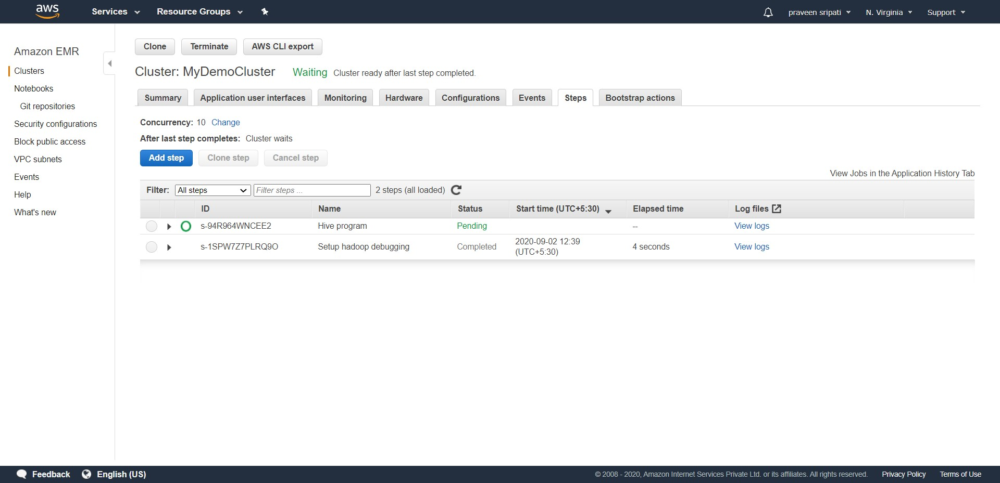 aws Services Resource Groups praveen sripati N. Virginia Support
Amazon EMR
Clusters
Notebooks
Git repositories
Security configurations
Block public access
VPC subnets
Events
Help
What's new
Clone Terminate AWS CLI export
Cluster: MyDemoCluster Waiting Cluster ready after last step completed.
Summary Application user interfaces Monitoring Hardware Configurations Events Steps Bootstrap actions
Concurrency: 10 Change
After last step completes: Cluster waits
Add step Clone step Cancel step
View Jobs in the Application History Tab
Filter: All steps Filter steps ... 2 steps (all loaded)
ID Name Status Start time (UTC+5:30) Elapsed time Log files
s-94R964WNCEE2 Hive program Pending -- View logs
s-1SPW7Z7PLRQ9O Setup hadoop debugging Completed 2020-09-02 12:39 4 seconds View logs
(UTC+5:30)
Feedback English (US) © 2008 - 2020, Amazon Internet Services Private Ltd. or its affiliates. All rights reserved. Privacy Policy Terms of Use